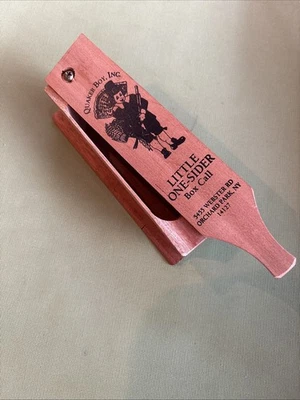 QUAKER BOY, INC.
LITTLE
ONE-SIDER
Box Call
5455 WEBSTER RD
ORCHARD PARK, NY
14127